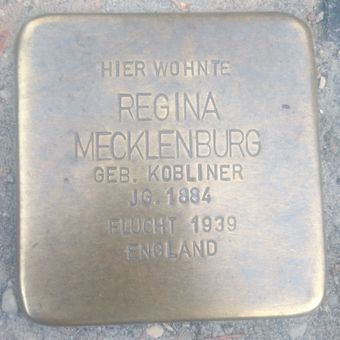 HIER WOHNTE
REGINA
MECKLENBURG
GEB. KOBLINER
JG. 1884
FLUCHT 1939
ENGLAND